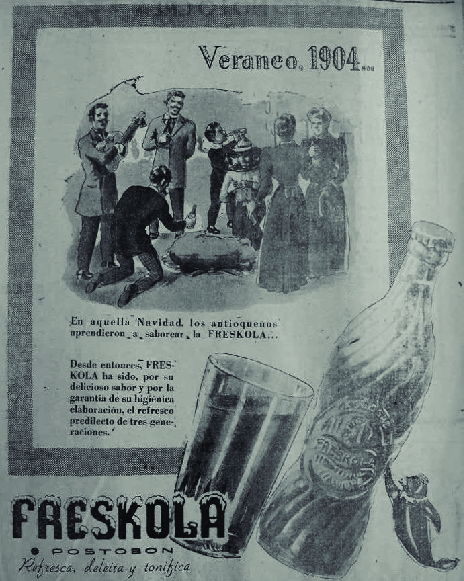 Veraneo, 1904...
En aquella Navidad, los antioqueños
aprendieron a saborear la FRESKOLA...
Desde entonces, FRES-
KOLA ha sido, por su
delicioso sabor y por la
garantía de su higiénica
elaboración, el refresco
predilecto de tres gene-
raciones.
FRESKOLA
POSTOBON
Refresca, deleita y tonifica